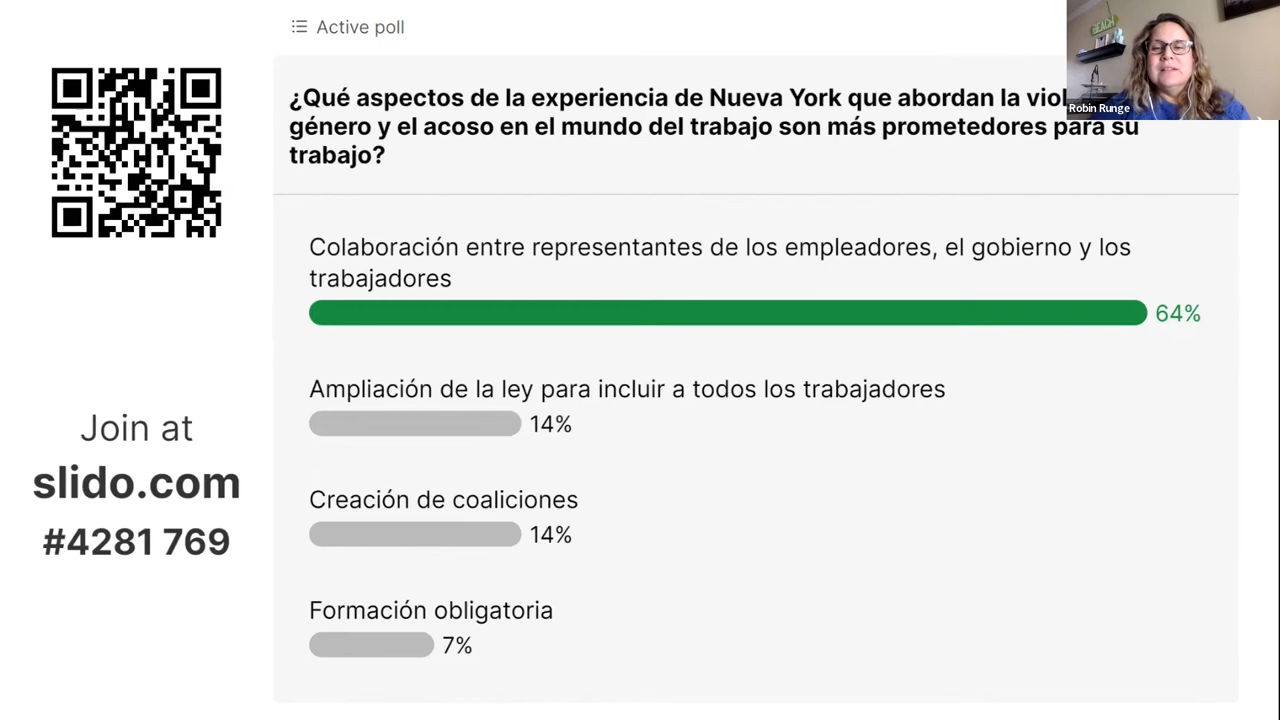 Active poll
¿Qué aspectos de la experiencia de Nueva York que abordan la
género y el acoso en el mundo del trabajo son más prometedores para su
trabajo?
Colaboración entre representantes de los empleadores, el gobierno y los
trabajadores
64%
Ampliación de la ley para incluir a todos los trabajadores
14%
Creación de coaliciones
14%
Formación obligatoria
7%
Join at
slido.com
#4281 769
BEACH
Robin Runge